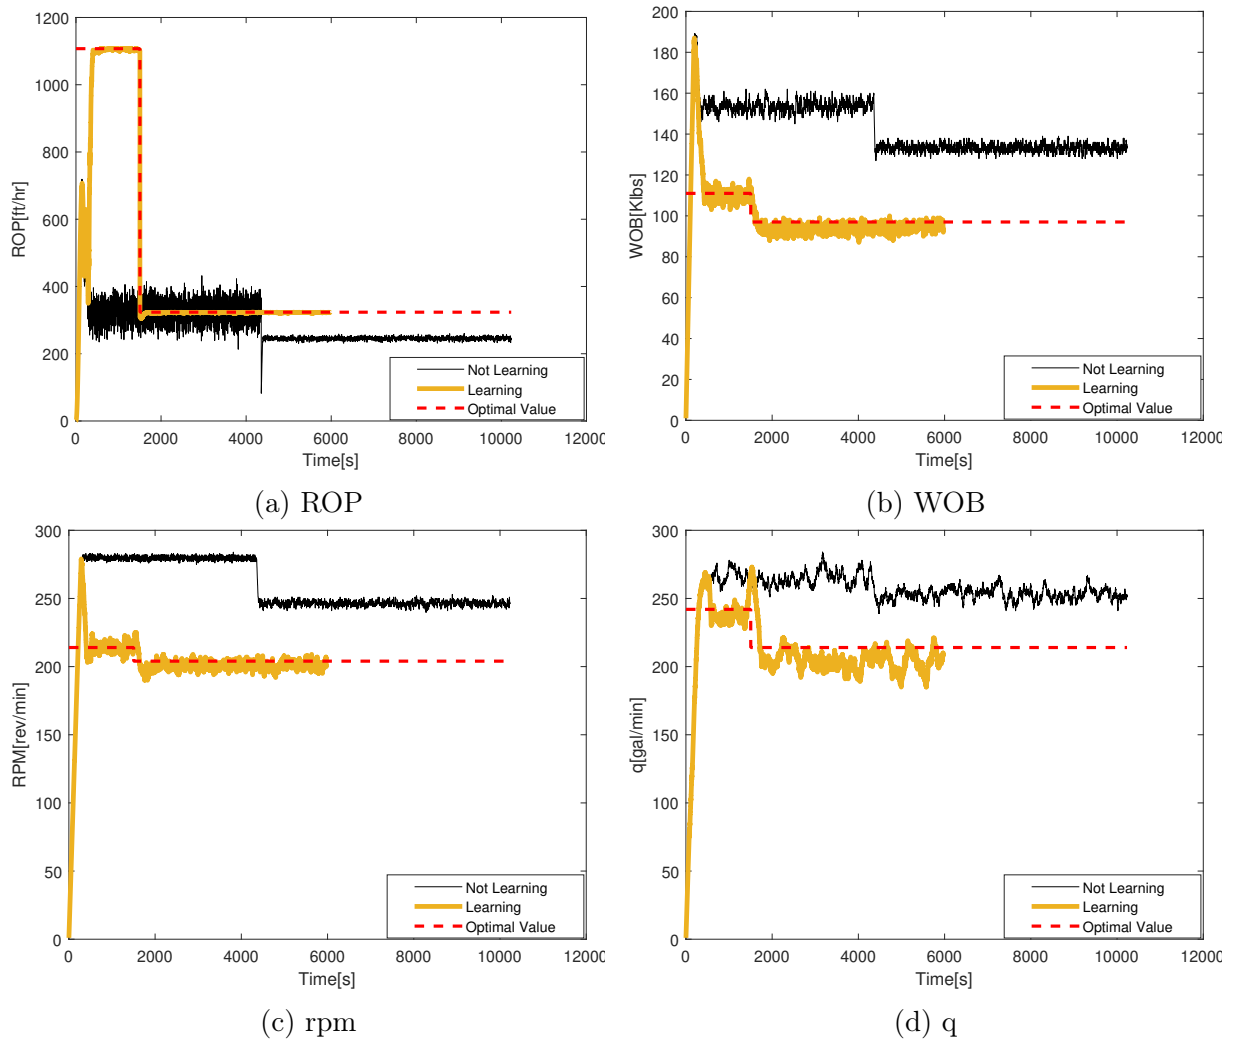 1200
1000
800
600
400
200
0
ROP[ft/hr]
0 2000 4000 6000 8000 10000 12000
Time[s]
Not Learning
Learning
Optimal Value
(a) ROP
200
180
160
140
120
100
80
60
40
20
0
WOB[Klbs]
0 2000 4000 6000 8000 10000 12000
Time[s]
Not Learning
Learning
Optimal Value
(b) WOB
300
250
200
150
100
50
0
RPM[rev/min]
0 2000 4000 6000 8000 10000 12000
Time[s]
Not Learning
Learning
Optimal Value
(c) rpm
300
250
200
150
100
50
0
q[gal/min]
0 2000 4000 6000 8000 10000 12000
Time[s]
Not Learning
Learning
Optimal Value
(d) q